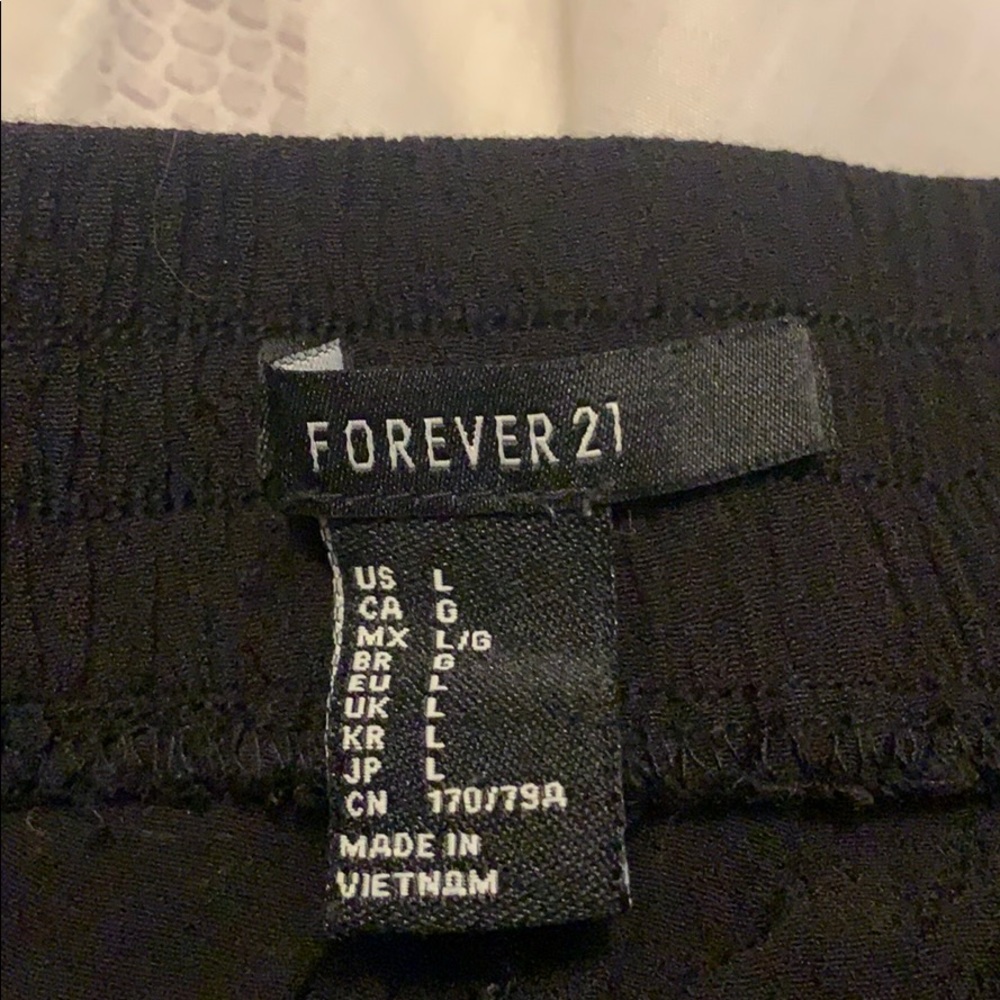 FOREVER 21
US L
CA G
MX L/G
BR G
EU L
UK L
KR L
JP L
CN 170/79A
MADE IN
VIETNAM